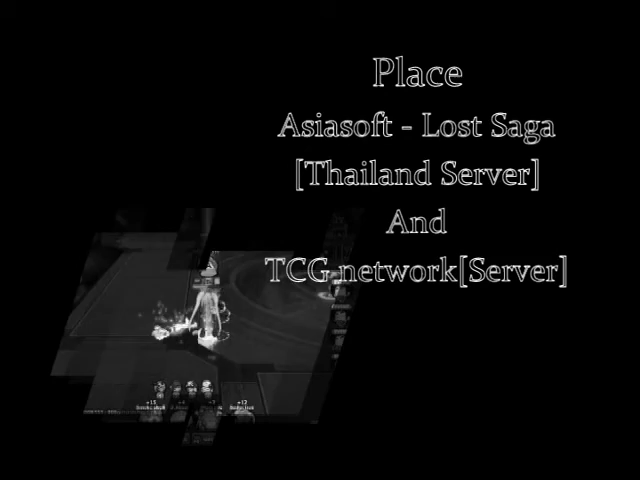 Place
Asiasoft - Lost Saga
[Thailand Server]
And
TCG network[Server]